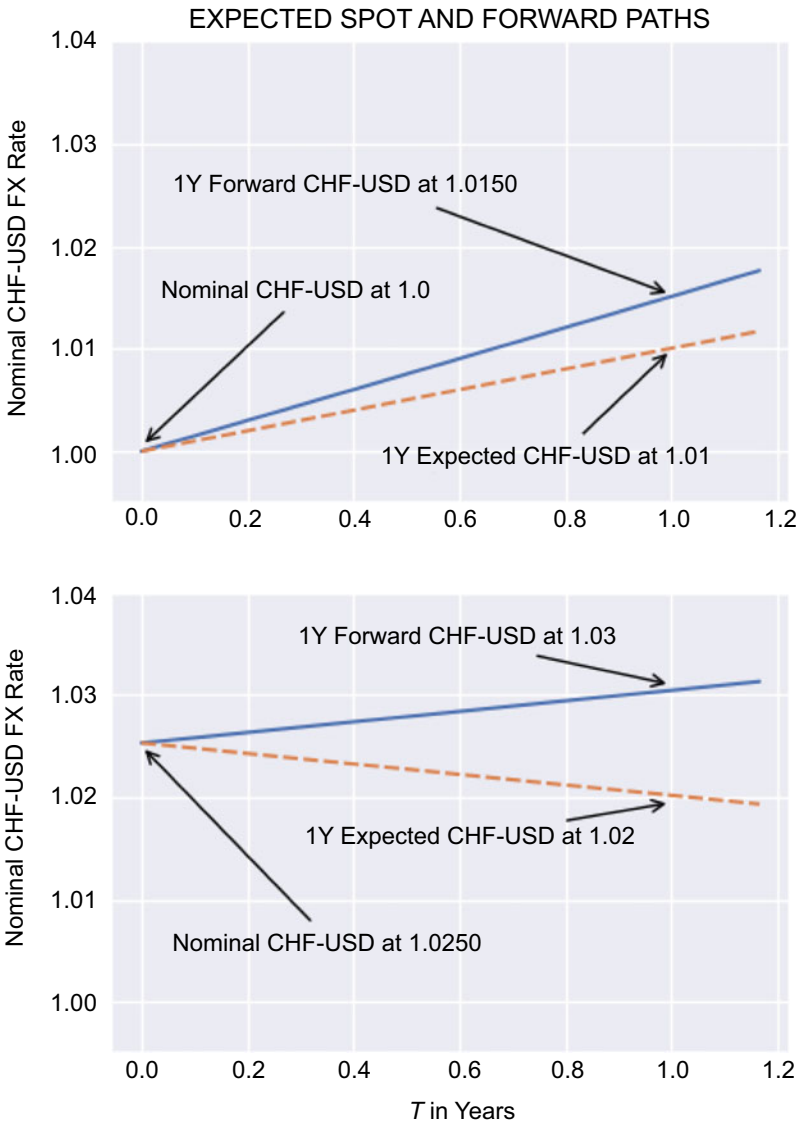 EXPECTED SPOT AND FORWARD PATHS
Nominal CHF-USD FX Rate
1.04
1.03
1.02
1.01
1.00
1Y Forward CHF-USD at 1.0150
Nominal CHF-USD at 1.0
1Y Expected CHF-USD at 1.01
0.0 0.2 0.4 0.6 0.8 1.0 1.2
Nominal CHF-USD FX Rate
1.04
1.03
1.02
1.01
1.00
1Y Forward CHF-USD at 1.03
1Y Expected CHF-USD at 1.02
Nominal CHF-USD at 1.0250
0.0 0.2 0.4 0.6 0.8 1.0 1.2
T in Years